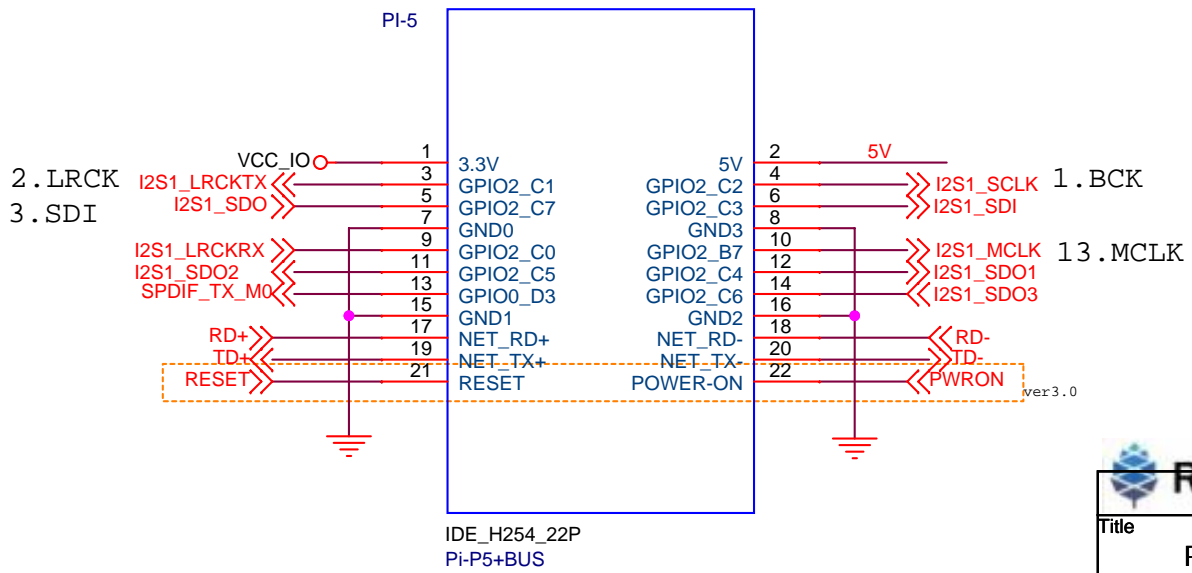 PI-5
VCC_IO 1 3.3V 5V 2 5V
2.LRCK I2S1_LRCKTX 3 GPIO2_C1 GPIO2_C2 4 I2S1_SCLK 1.BCK
3.SDI I2S1_SDO 5 GPIO2_C7 GPIO2_C3 6 I2S1_SDI
7 GND0 GND3 8
I2S1_LRCKRX 9 GPIO2_C0 GPIO2_B7 10 I2S1_MCLK 13.MCLK
I2S1_SDO2 11 GPIO2_C5 GPIO2_C4 12 I2S1_SDO1
SPDIF_TX_M0 13 GPIO0_D3 GPIO2_C6 14 I2S1_SDO3
15 GND1 GND2 16
RD+ 17 NET_RD+ NET_RD- 18 RD-
TD+ 19 NET_TX+ NET_TX- 20 TD-
RESET 21 RESET POWER-ON 22 PWRON
ver3.0
R
Title
IDE_H254_22P
Pi-P5+BUS